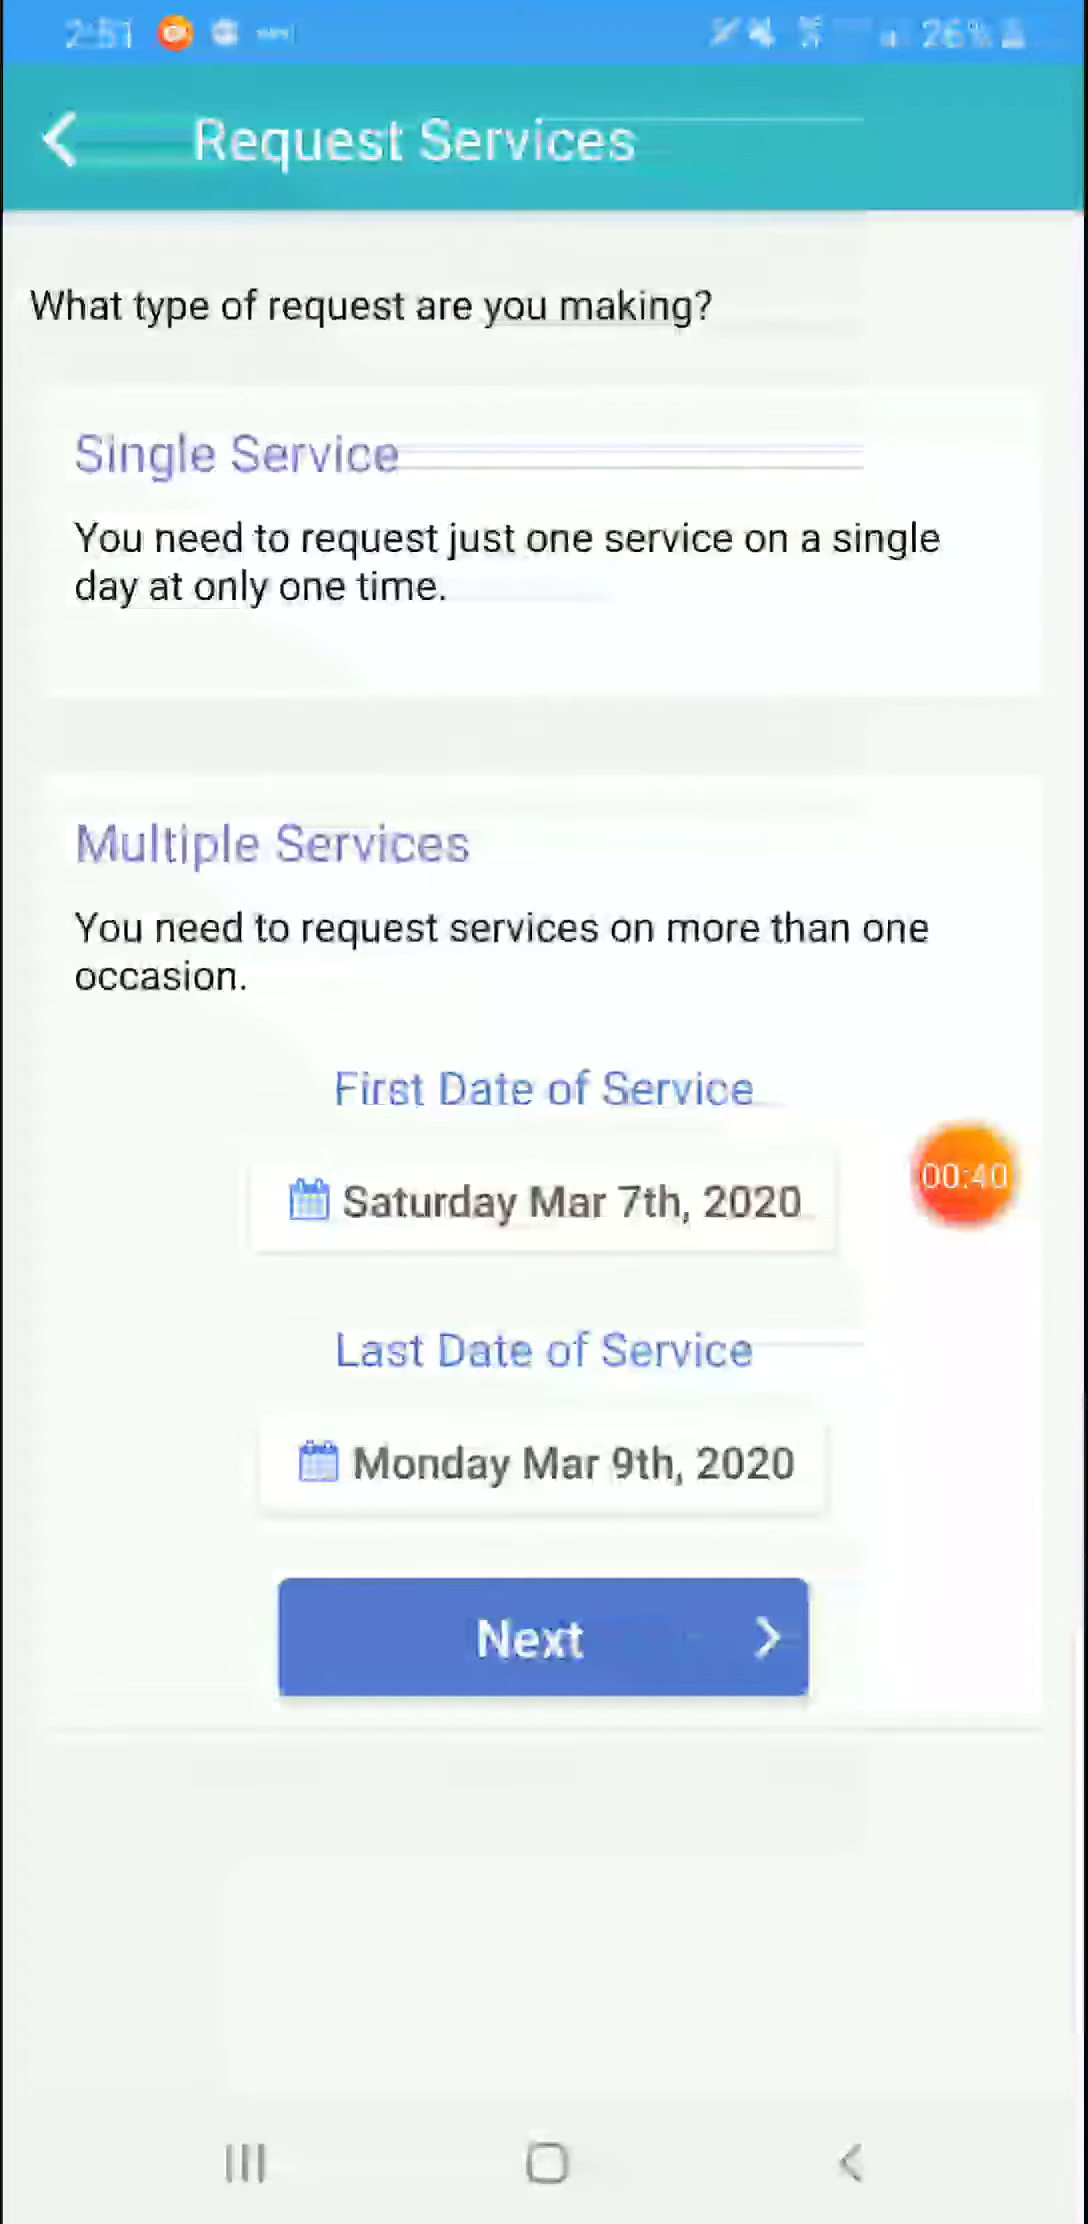 2:51
26%
Request Services
What type of request are you making?
Single Service
You need to request just one service on a single
day at only one time.
Multiple Services
You need to request services on more than one
occasion.
First Date of Service
Saturday Mar 7th, 2020
00:40
Last Date of Service
Monday Mar 9th, 2020
Next